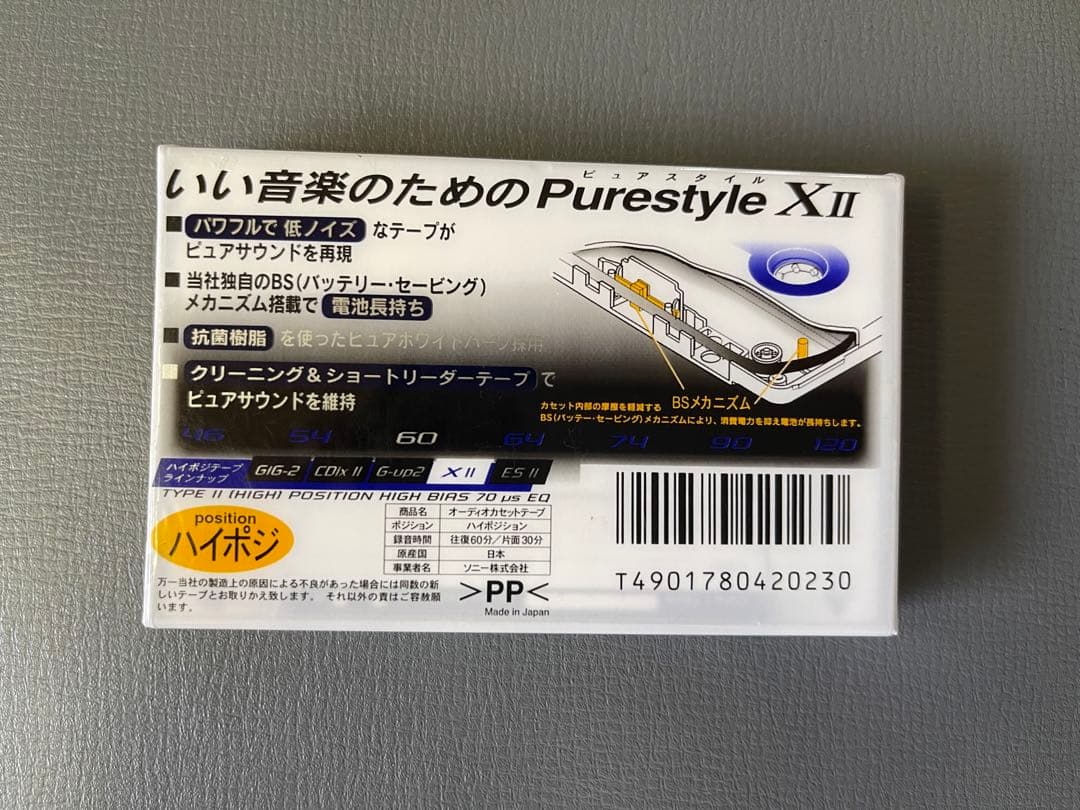 ピュアスタイル
いい音楽のための Purestyle XII
■ パワフルで 低ノイズ なテープが
ピュアサウンドを再現
■ 当社独自のBS(バッテリー・セービング)
メカニズム搭載で 電池長持ち
■ 抗菌樹脂 を使ったピュアホワイトハーフ採用
■ クリーニング&ショートリーダーテープ で
ピュアサウンドを維持
BSメカニズム
カセット内部の摩擦を軽減する
BS(バッテー・セービング)メカニズムにより、消費電力を抑え電池が長持ちします。
46 54 60 64 74 90 120
ハイポジテープ
ラインナップ
GIG-2 CDix II G-up2 X II ES II
TYPE II (HIGH) POSITION HIGH BIAS 70 μs EQ
position
ハイポジ
商品名 オーディオカセットテープ
ポジション ハイポジション
録音時間 往復60分/片面30分
原産国 日本
事業者名 ソニー株式会社
万一当社の製造上の原因による不良があった場合には同数の新
しいテープとお取りかえ致します。 それ以外の責はご容赦願
います。
>PP<
Made in Japan
T4901780420230